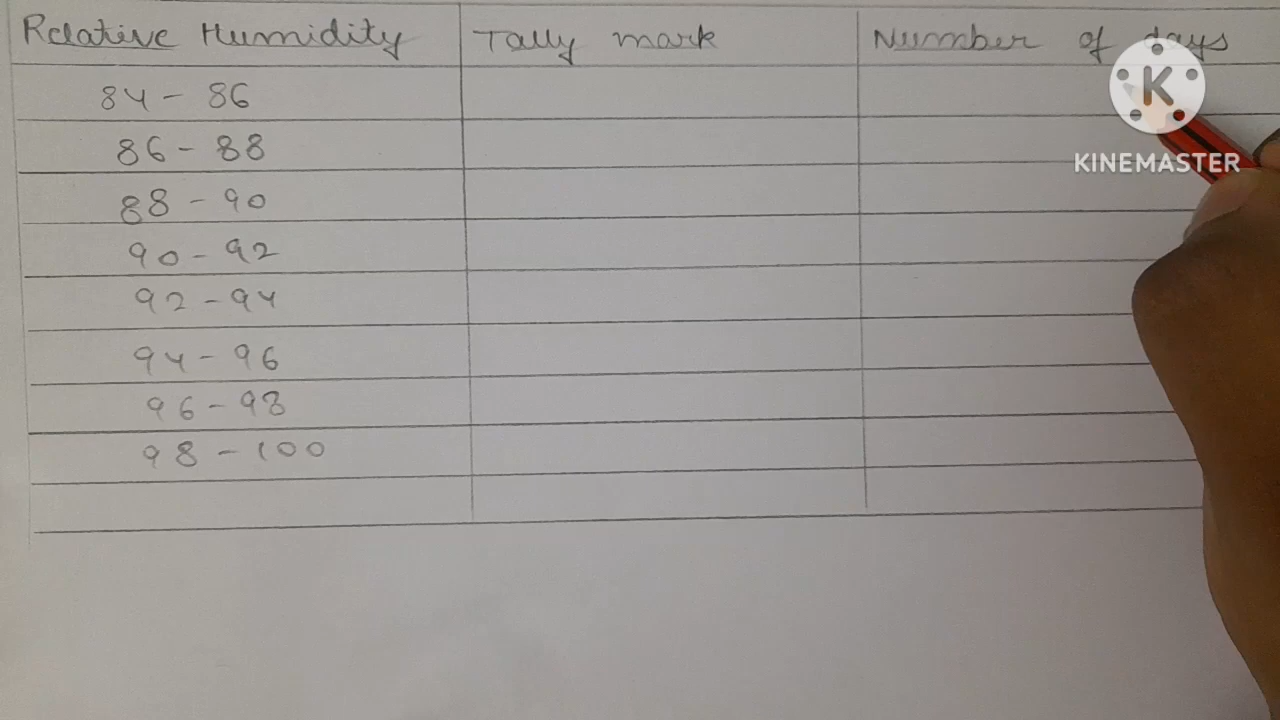 Relative Humidity Tally mark Number of days
84 - 86
86 - 88
88 - 90
90 - 92
92 - 94
94 - 96
96 - 98
98 - 100
K
KINEMASTER